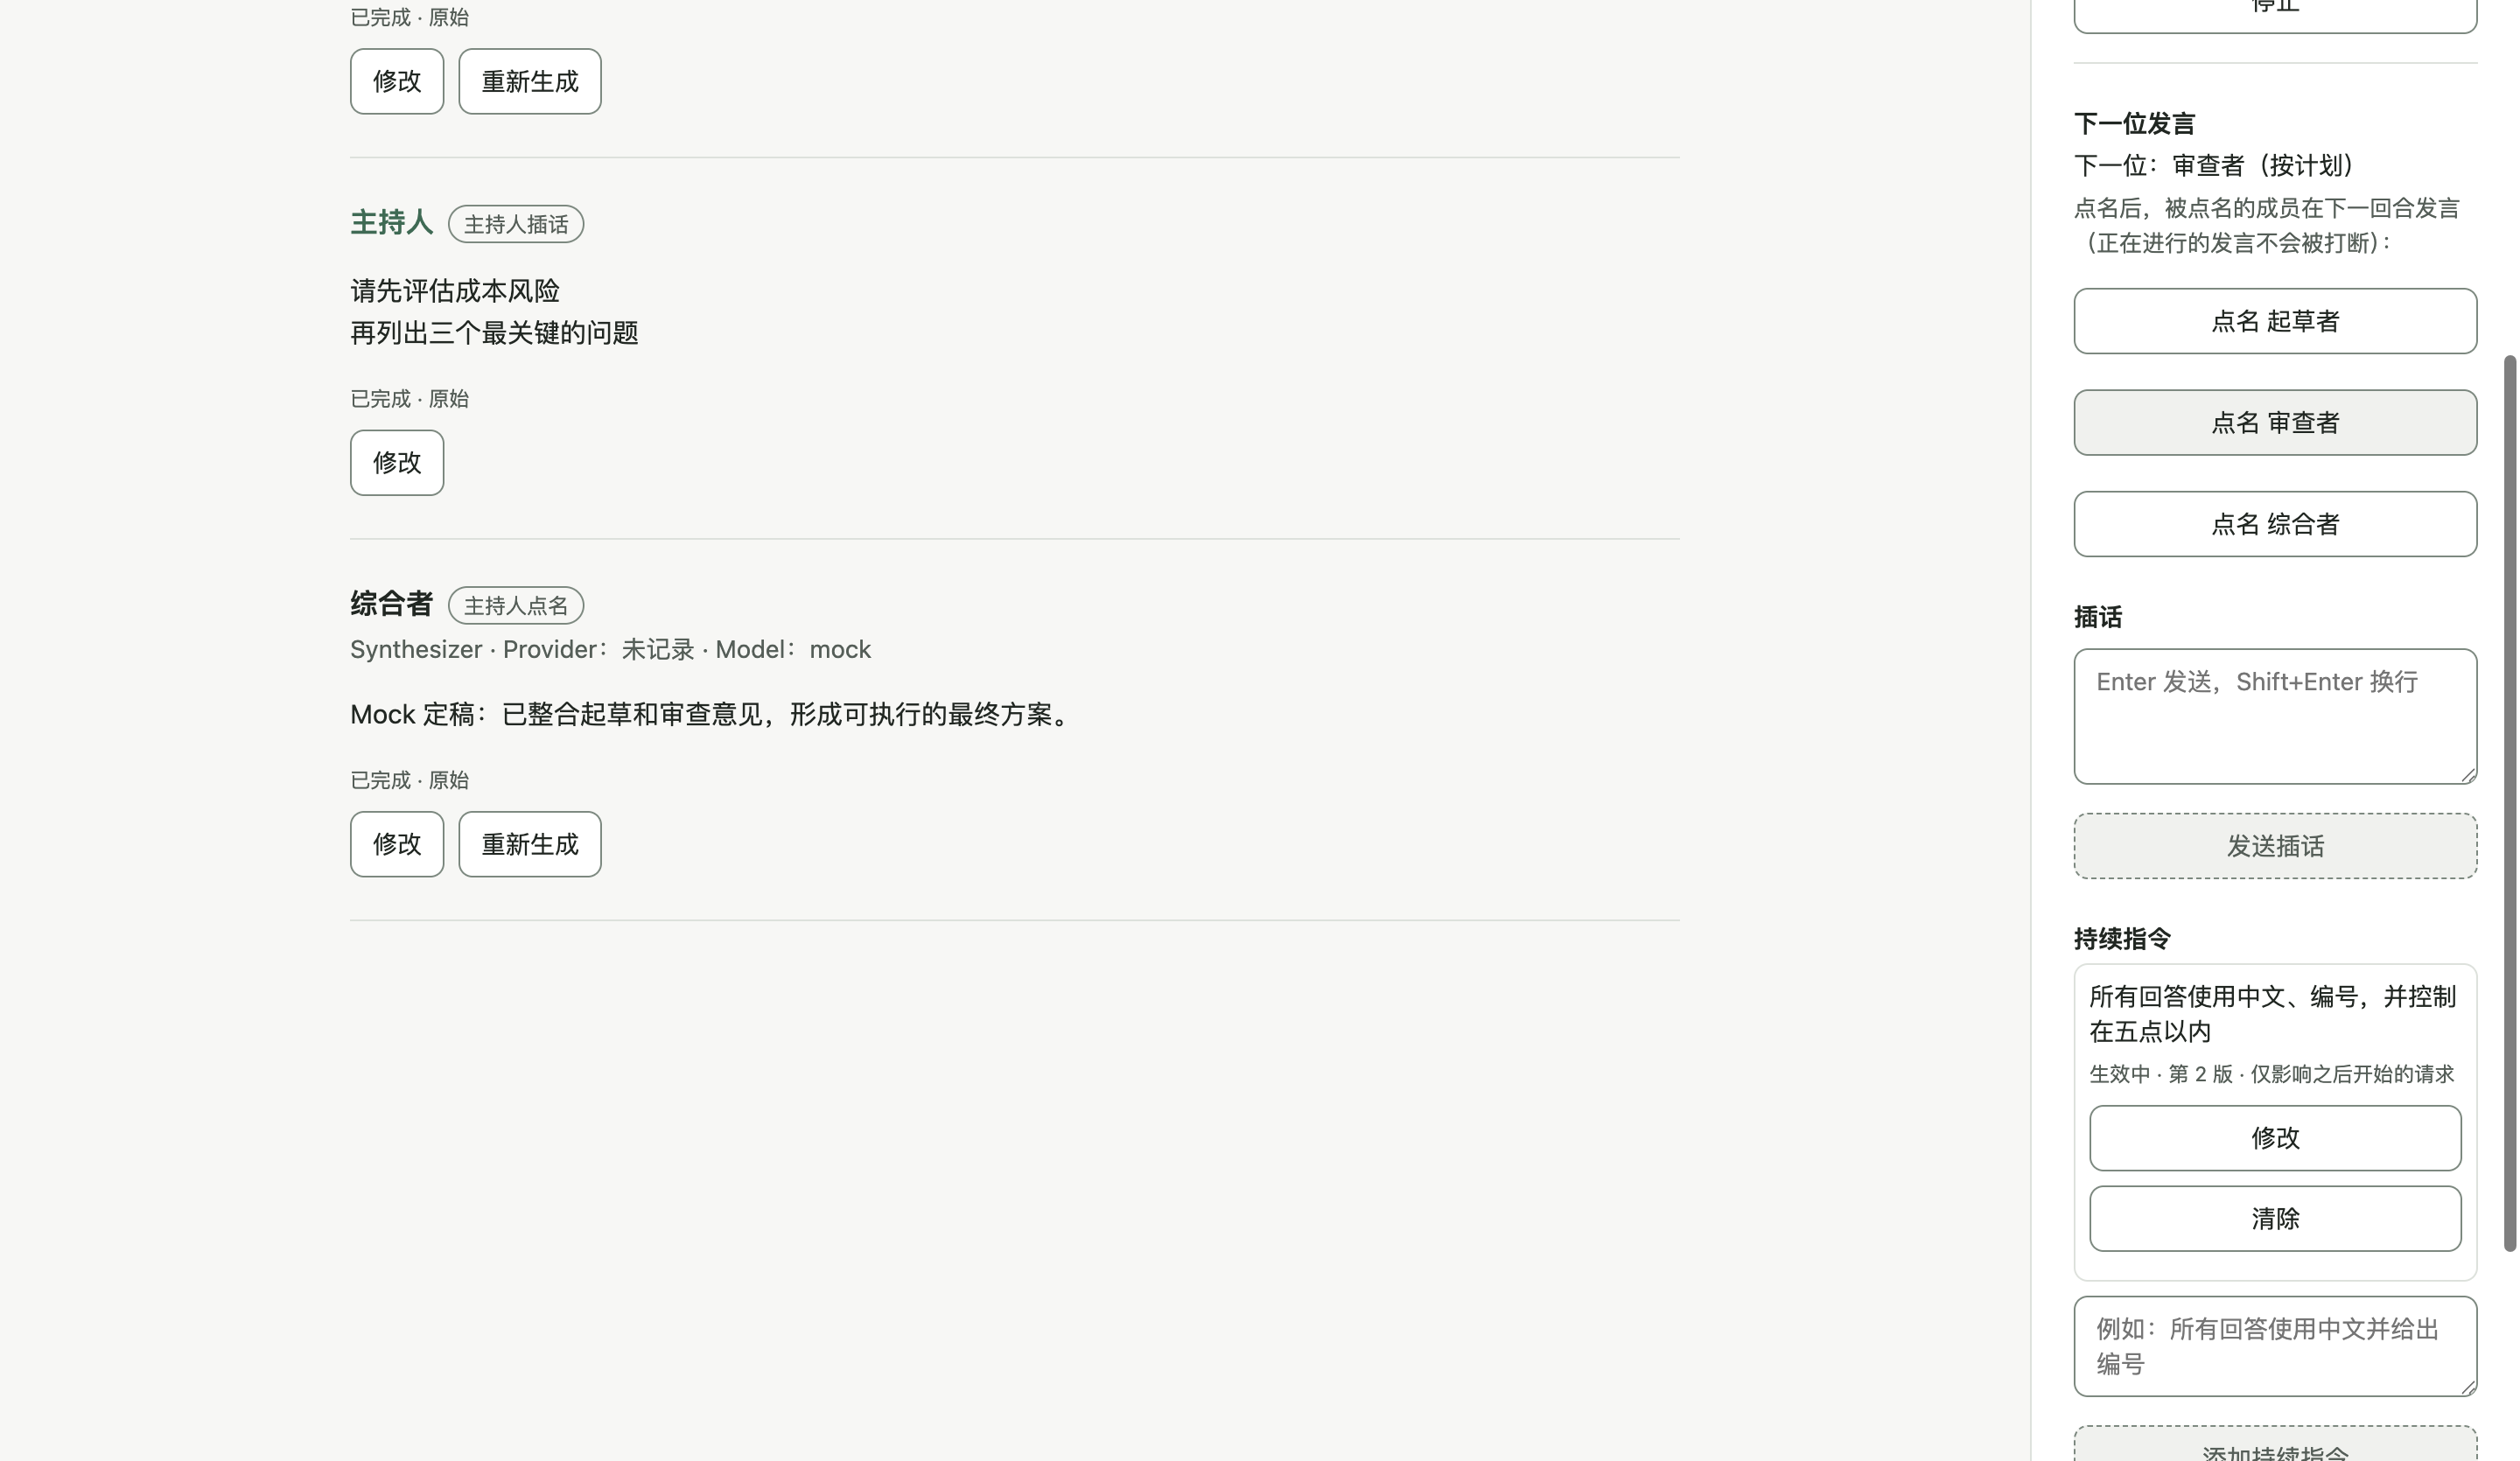 已完成 · 原始
修改
重新生成
主持人
主持人插话
请先评估成本风险
再列出三个最关键的问题
已完成 · 原始
修改
综合者
主持人点名
Synthesizer · Provider：未记录 · Model：mock
Mock 定稿：已整合起草和审查意见，形成可执行的最终方案。
已完成 · 原始
修改
重新生成
停止
下一位发言
下一位：审查者（按计划）
点名后，被点名的成员在下一回合发言
（正在进行的发言不会被打断）：
点名 起草者
点名 审查者
点名 综合者
插话
Enter 发送，Shift+Enter 换行
发送插话
持续指令
所有回答使用中文、编号，并控制
在五点以内
生效中 · 第 2 版 · 仅影响之后开始的请求
修改
清除
例如：所有回答使用中文并给出
编号
添加持续指令